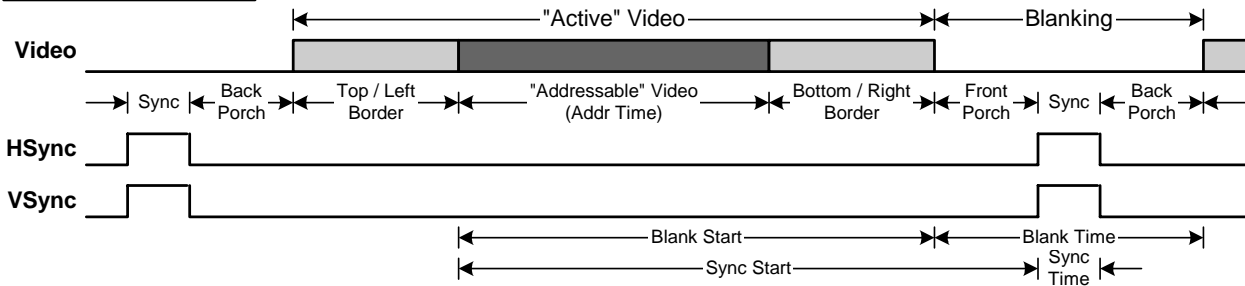 "Active" Video
Blanking
Video
Sync
Back
Porch
Top / Left
Border
"Addressable" Video
(Addr Time)
Bottom / Right
Border
Front
Porch
Sync
Back
Porch
HSync
VSync
Blank Start
Blank Time
Sync Start
Sync
Time